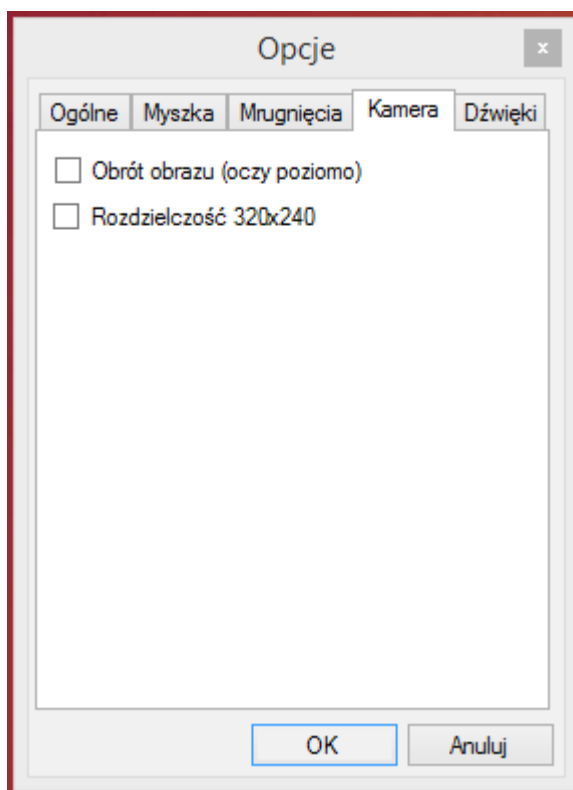 Opcje
x
Ogólne Myszka Mrugnięcia Kamera Dźwięki
Obrót obrazu (oczy poziomo)
Rozdzielczość 320x240
OK Anuluj